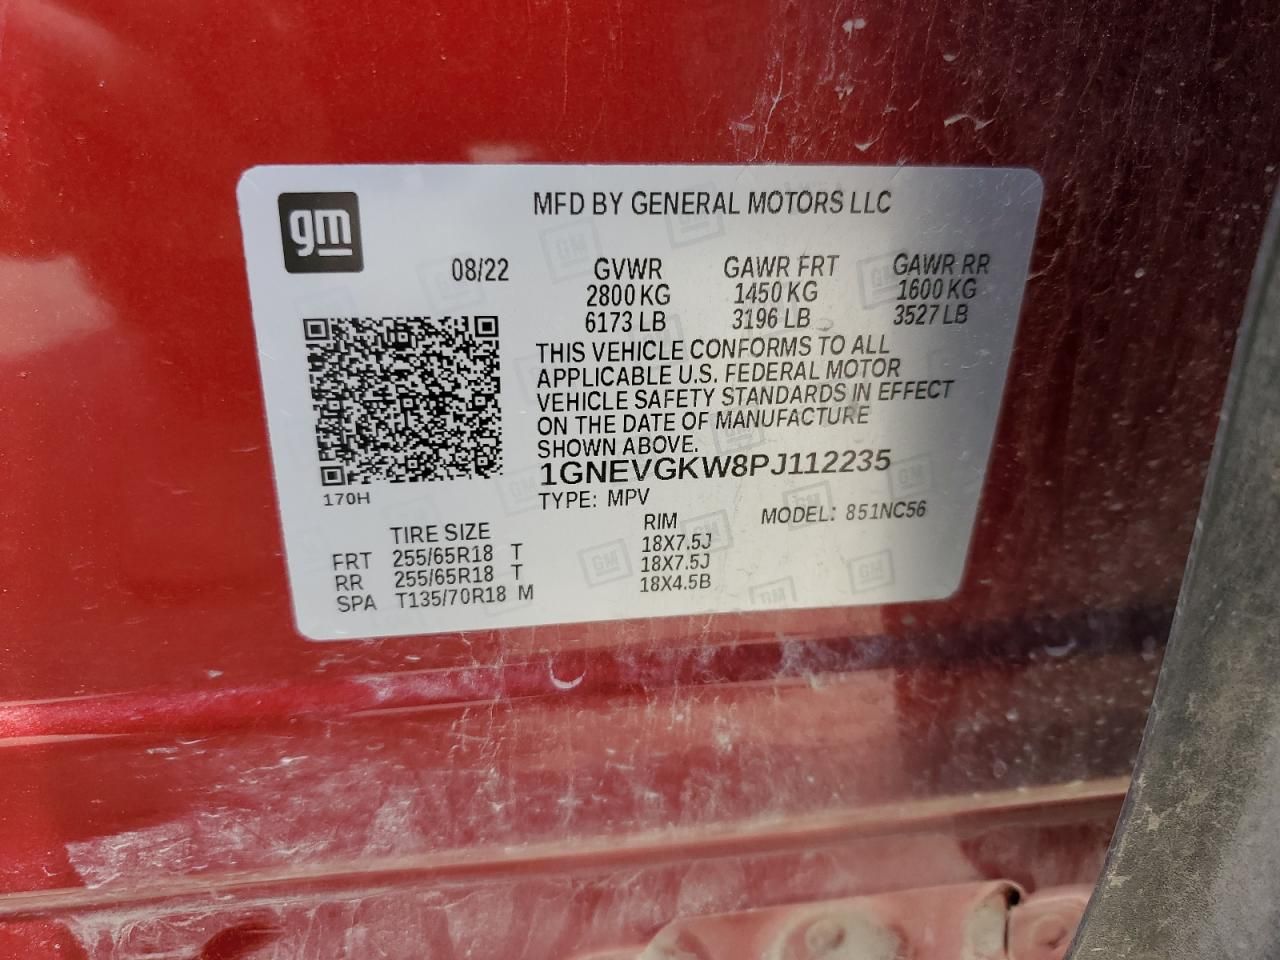 gm
MFD BY GENERAL MOTORS LLC
08/22 GVWR GAWR FRT GAWR RR
2800 KG 1450 KG 1600 KG
6173 LB 3196 LB 3527 LB
THIS VEHICLE CONFORMS TO ALL
APPLICABLE U.S. FEDERAL MOTOR
VEHICLE SAFETY STANDARDS IN EFFECT
ON THE DATE OF MANUFACTURE
SHOWN ABOVE.
1GNEVGKW8PJ112235
170H
TYPE: MPV MODEL: 851NC56
TIRE SIZE RIM
FRT 255/65R18 T 18X7.5J
RR 255/65R18 T 18X7.5J
SPA T135/70R18 M 18X4.5B